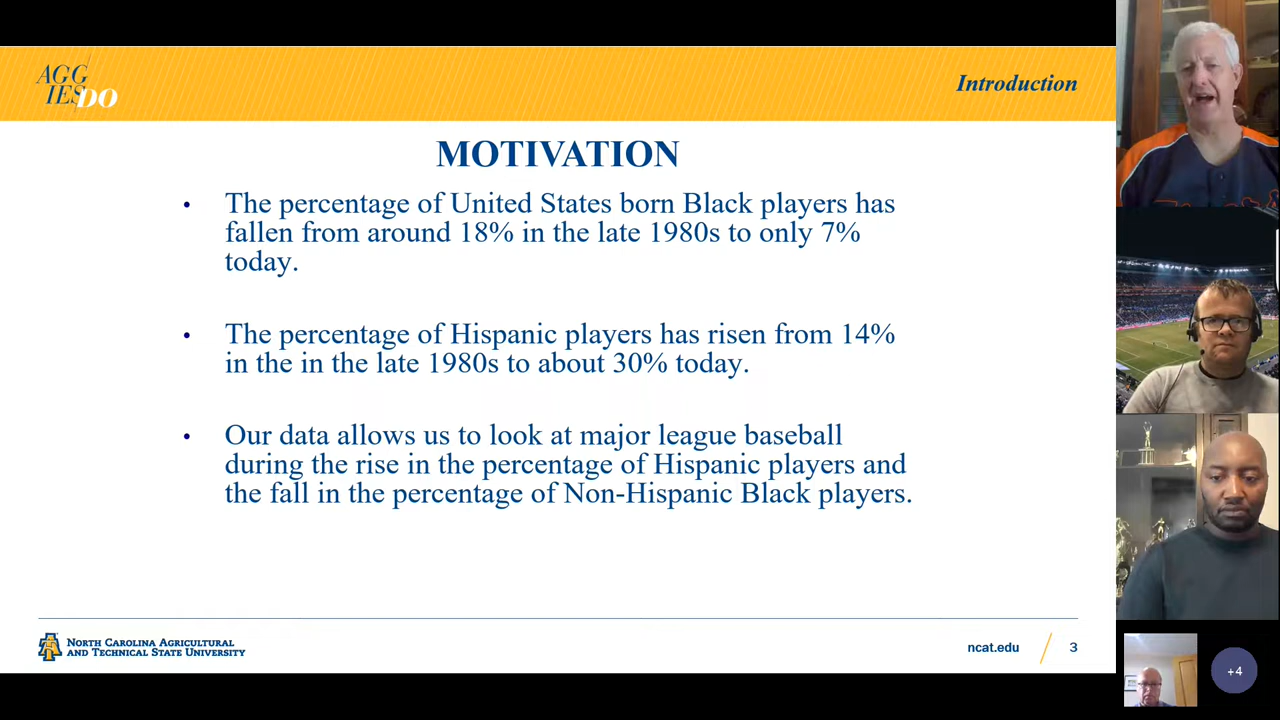 AGG
IES DO
Introduction
MOTIVATION
• The percentage of United States born Black players has
fallen from around 18% in the late 1980s to only 7%
today.
• The percentage of Hispanic players has risen from 14%
in the in the late 1980s to about 30% today.
• Our data allows us to look at major league baseball
during the rise in the percentage of Hispanic players and
the fall in the percentage of Non-Hispanic Black players.
NORTH CAROLINA AGRICULTURAL
AND TECHNICAL STATE UNIVERSITY
ncat.edu
3
+4